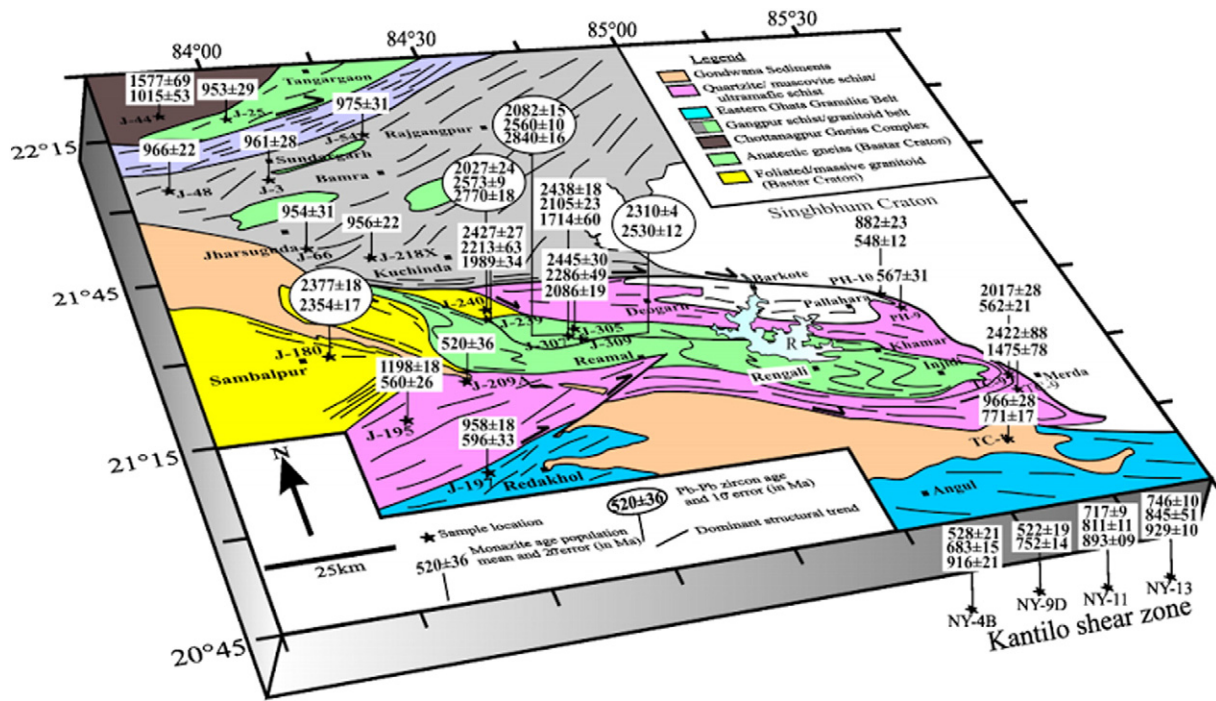 84°00
84°30
85°00
85°30
22°15
21°45
21°15
20°45
Legend
Gondwana Sediments
Quartzite/ muscovite schist/
ultramafic schist
Eastern Ghats Granulite Belt
Gangpur schist/granitoid belt
Chottanagpur Gneiss Complex
Anatectic gneiss (Bastar Craton)
Foliated/massive granitoid
(Bastar Craton)
1577±69
1015±53
J-44
953±29
J-25
Tangargaon
975±31
J-54
Rajgangpur
2082±15
2560±10
2840±16
966±22
J-48
961±28
Sundargarh
J-3
Bamra
2027±24
2573±9
2770±18
2438±18
2105±23
1714±60
2310±4
2530±12
Singhbhum Craton
882±23
548±12
954±31
Jharsuguda
J-66
956±22
J-218X
Kuchinda
2427±27
2213±63
1989±34
2445±30
2286±49
2086±19
Barkote
PH-10
567±31
PH-9
Pallahara
2017±28
562±21
2422±88
1475±78
2377±18
2354±17
J-240
J-239
Deogarh
J-305
J-307
J-309
Reamal
R
Khamar
J-180
Sambalpur
520±36
J-209A
Rengali
Merda
1198±18
560±26
J-195
966±28
771±17
958±18
596±33
J-197
Redakhol
Angul
N
25km
Sample location
520±36
Monazite age population
mean and 2σ error (in Ma)
520±36
Pb-Pb zircon age
and 1σ error (in Ma)
Dominant structural trend
528±21
683±15
916±21
NY-4B
522±19
752±14
NY-9D
717±9
811±11
893±09
NY-11
746±10
845±51
929±10
NY-13
Kantilo shear zone